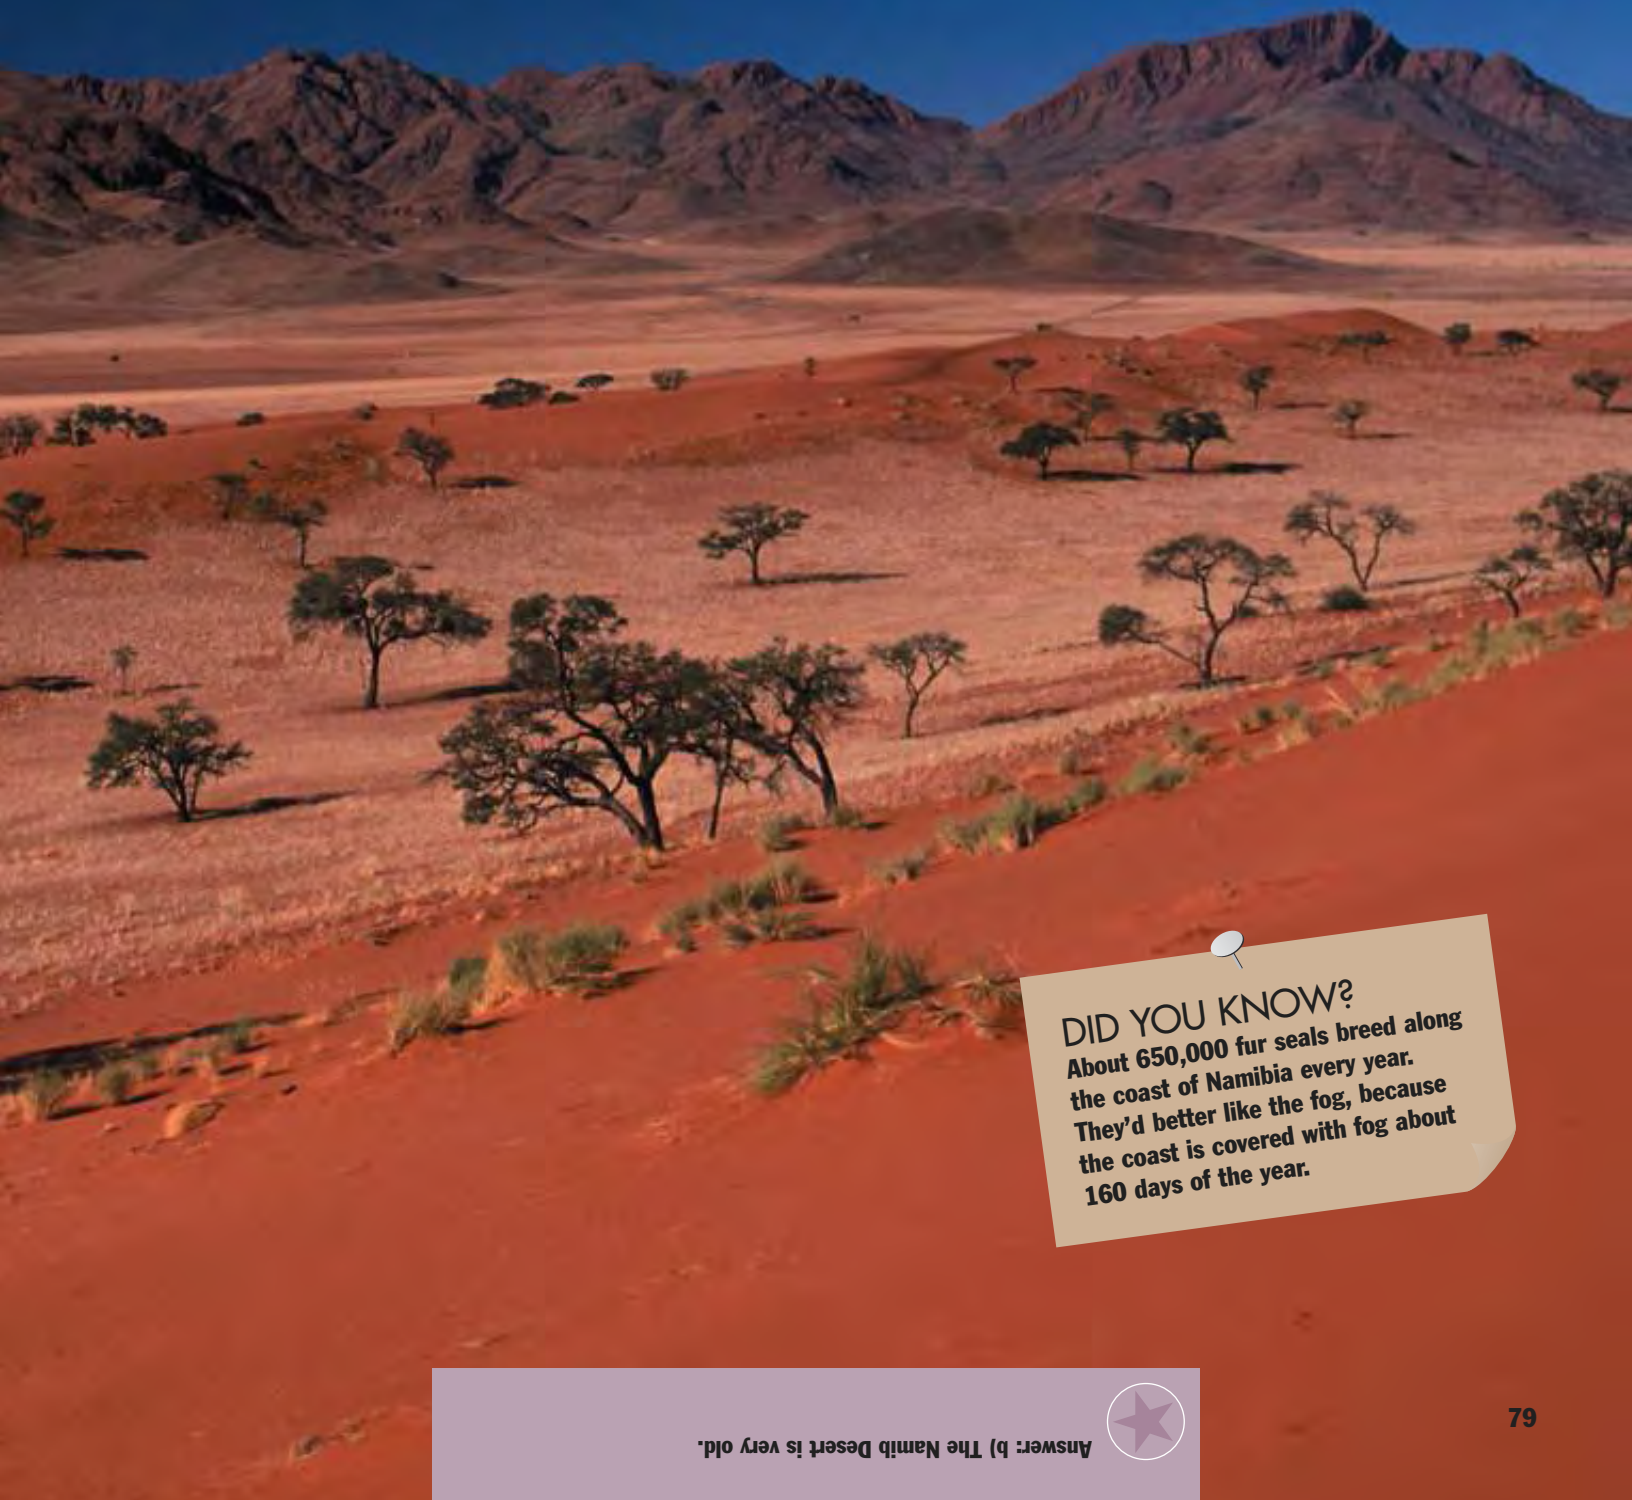 DID YOU KNOW?
About 650,000 fur seals breed along
the coast of Namibia every year.
They’d better like the fog, because
the coast is covered with fog about
160 days of the year.
79
Answer: b) The Namib Desert is very old.